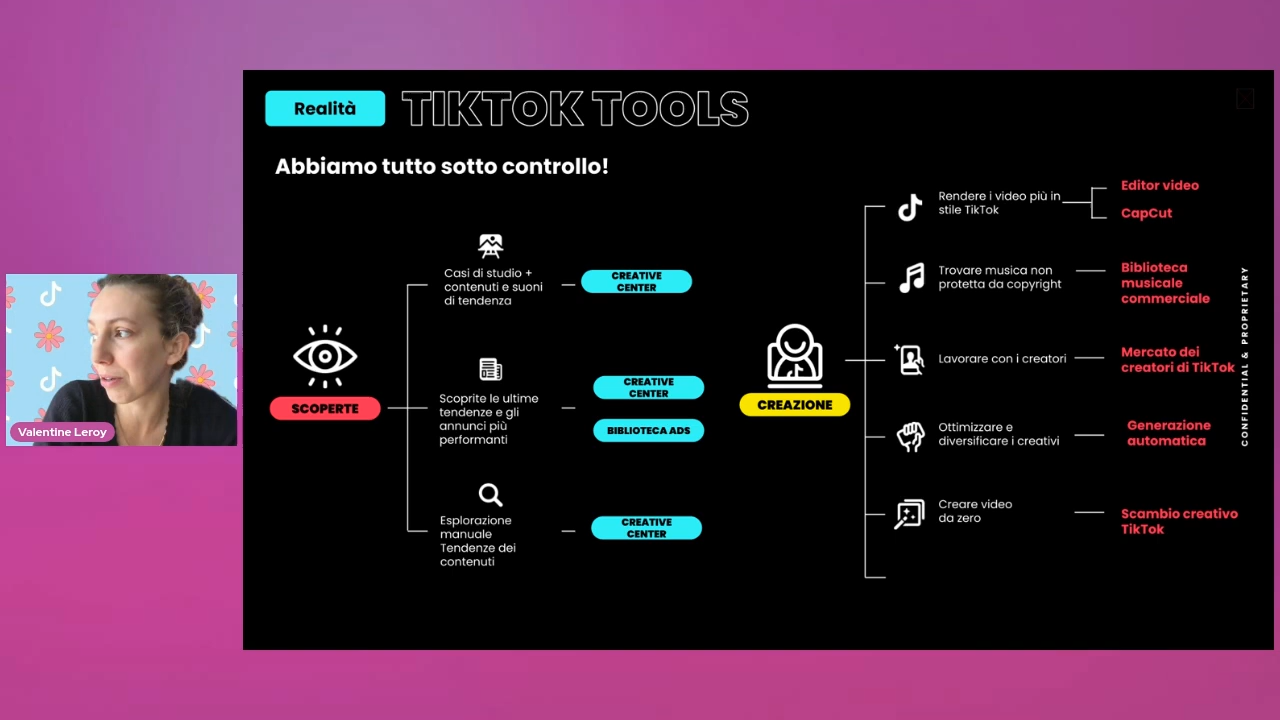 Realità
TIKTOK TOOLS
Abbiamo tutto sotto controllo!
SCOPERTE
Casi di studio +
contenuti e suoni
di tendenza
CREATIVE
CENTER
Scoprite le ultime
tendenze e gli
annunci più
performanti
CREATIVE
CENTER
BIBLIOTECA ADS
Esplorazione
manuale
Tendenze dei
contenuti
CREATIVE
CENTER
CREAZIONE
Rendere i video più in
stile TikTok
Editor video
CapCut
Trovare musica non
protetta da copyright
Biblioteca
musicale
commerciale
Lavorare con i creatori
Mercato dei
creatori di TikTok
Ottimizzare e
diversificare i creativi
Generazione
automatica
Creare video
da zero
Scambio creativo
TikTok
CONFIDENTIAL & PROPRIETARY
Valentine Leroy